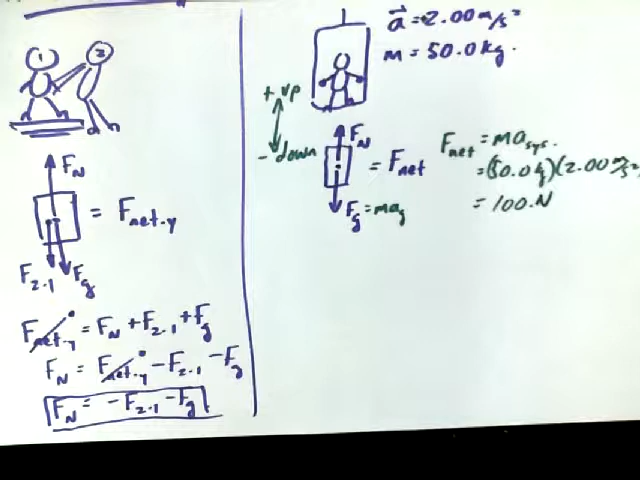 1 2
F_N
= F_net-y
F_2-1 F_g
F_net-y = F_N + F_2-1 + F_g
F_N = F_net-y - F_2-1 - F_g
F_N = - F_2-1 - F_g
a = 2.00 m/s²
m = 50.0 kg.
+ up
- down
F_N
= F_net
F_g = ma_g
F_net = ma_sys.
= (50.0 kg)(2.00 m/s²
= 100. N